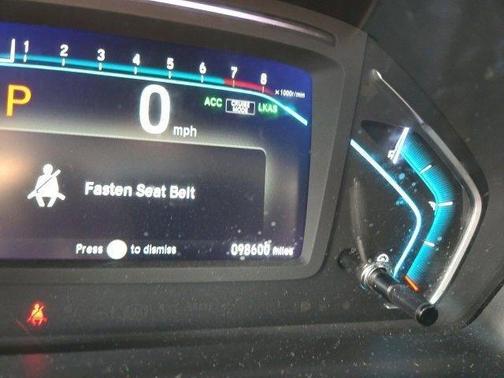 1 2 3 4 5 6 7 8
×1000r/min
P 0 mph
ACC CRUISE MODE LKAS
Fasten Seat Belt
Press to dismiss
098600 miles